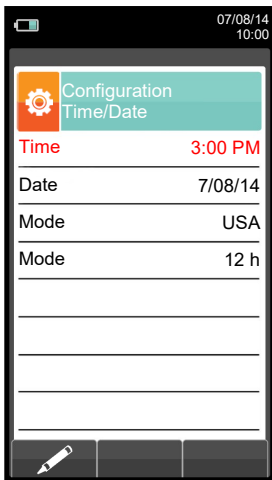 07/08/14
10:00
Configuration
Time/Date
Time 3:00 PM
Date 7/08/14
Mode USA
Mode 12 h